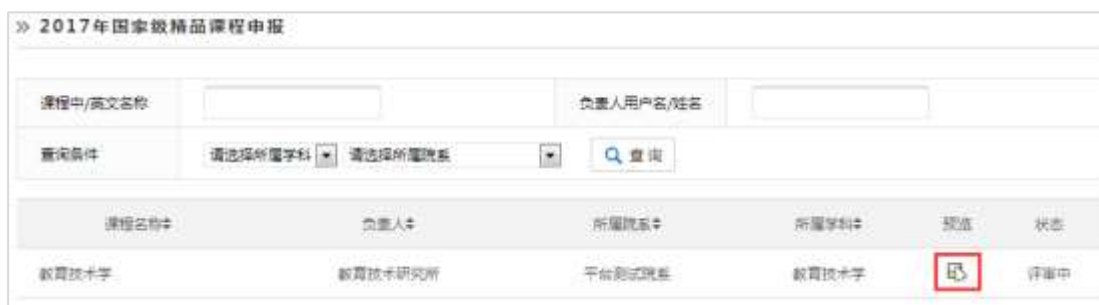 » 2017年国家级精品课程申报
课程中/英文名称 负责人用户名/姓名
查询条件 请选择所属学科 请选择所属院系 查询
课程名称 负责人 所属院系 所属学科 预览 状态
教育技术学 教育技术研究所 平台测试院系 教育技术学 评审中